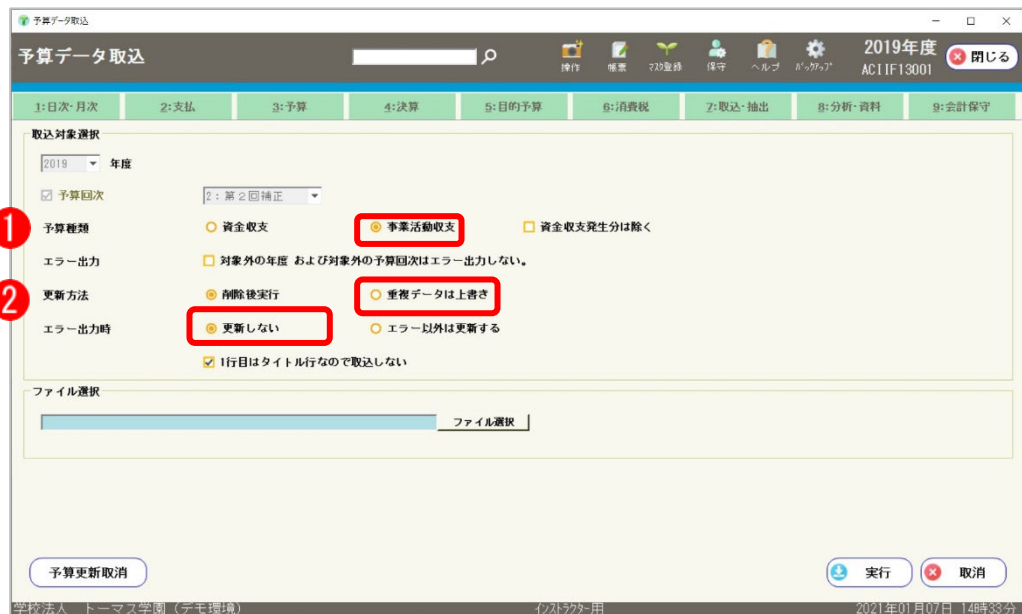 予算データ取込
予算データ取込 操作 帳票 マスタ登録 保守 ヘルプ バックアップ 2019年度 ACIIF13001 閉じる
1:日次・月次 2:支払 3:予算 4:決算 5:目的予算 6:消費税 7:取込・抽出 8:分析・資料 9:会計保守
取込対象選択
2019 年度
予算回次 2:第2回補正
1 予算種類 資金収支 事業活動収支 資金収支発生分は除く
エラー出力 対象外の年度 および対象外の予算回次はエラー出力しない。
2 更新方法 削除後実行 重複データは上書き
エラー出力時 更新しない エラー以外は更新する
1行目はタイトル行なので取込しない
ファイル選択
ファイル選択
予算更新取消 実行 取消
学校法人 トーマス学園(デモ環境) インストラクター用 2021年01月07日 14時33分